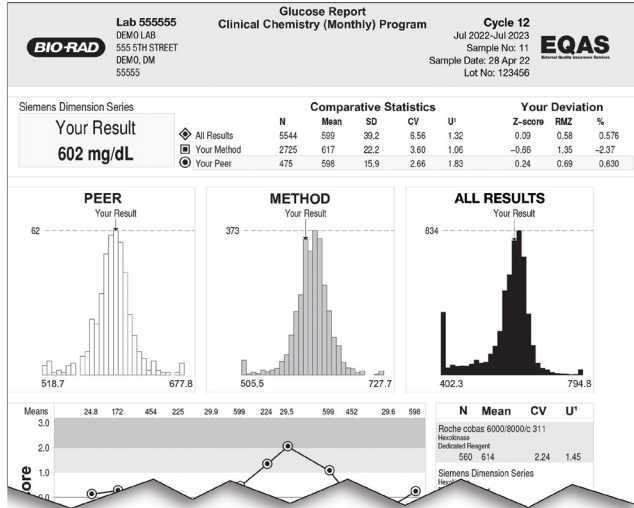 Glucose Report
Clinical Chemistry (Monthly) Program
BIO-RAD
Lab 555555
DEMO LAB
555 5TH STREET
DEMO, DM
55555
Cycle 12
Jul 2022-Jul 2023
Sample No: 11
Sample Date: 28 Apr 22
Lot No: 123456
EQAS
External Quality Assurance Services
Siemens Dimension Series
Your Result
602 mg/dL
Comparative Statistics Your Deviation
N Mean SD CV U¹ Z-score RMZ %
All Results 5544 599 39.2 6.56 1.32 0.09 0.58 0.576
Your Method 2725 617 22.2 3.60 1.06 -0.66 1.35 -2.37
Your Peer 475 598 15.9 2.66 1.83 0.24 0.69 0.630
PEER
Your Result
62
518.7 677.8
METHOD
Your Result
373
505.5 727.7
ALL RESULTS
Your Result
834
402.3 794.8
Means 24.8 172 454 225 29.9 599 224 29.5 599 452 29.6 598
3.0
2.0
1.0
0.0
N Mean CV U¹
Roche cobas 6000/8000/c 311
Hexokinase
Dedicated Reagent
560 614 2.24 1.45
Siemens Dimension Series